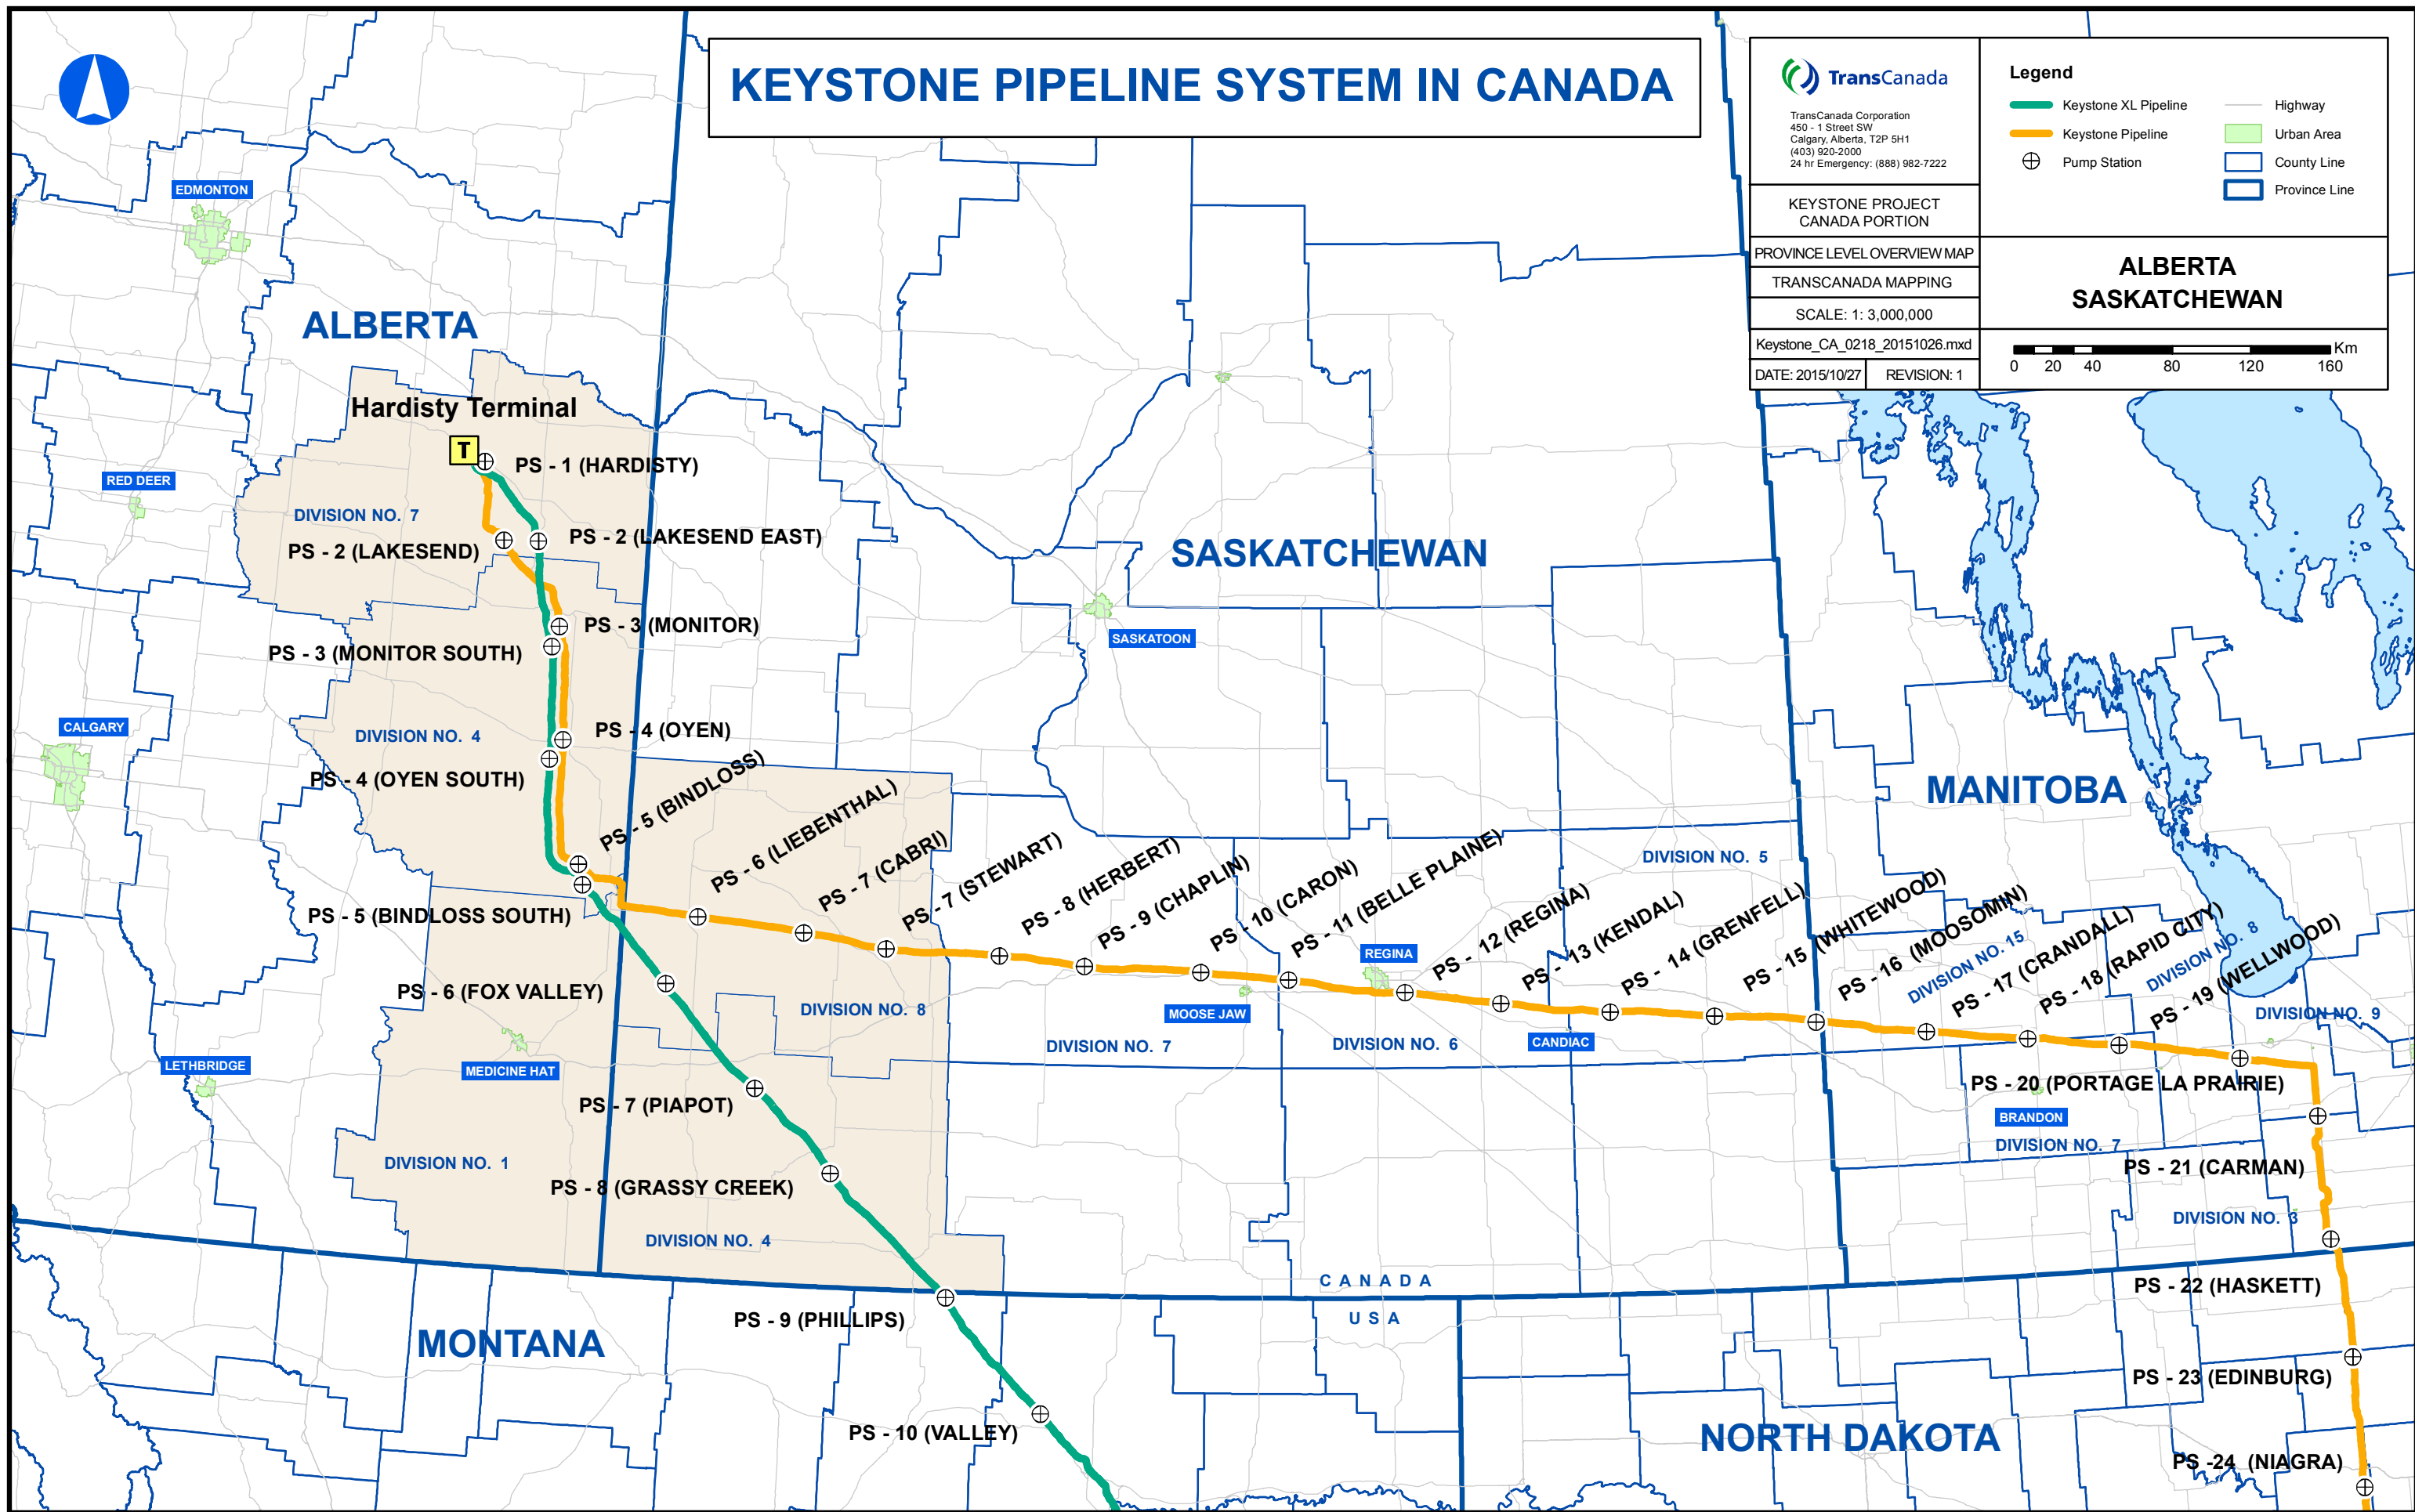 KEYSTONE PIPELINE SYSTEM IN CANADA
TransCanada
TransCanada Corporation
450 - 1 Street SW
Calgary, Alberta, T2P 5H1
(403) 920-2000
24 hr Emergency: (888) 982-7222
KEYSTONE PROJECT
CANADA PORTION
PROVINCE LEVEL OVERVIEW MAP
TRANSCANADA MAPPING
SCALE: 1: 3,000,000
Keystone_CA_0218_20151026.mxd
DATE: 2015/10/27
REVISION: 1
Legend
Keystone XL Pipeline
Keystone Pipeline
Pump Station
Highway
Urban Area
County Line
Province Line
ALBERTA
SASKATCHEWAN
Km
0 20 40 80 120 160
EDMONTON
ALBERTA
Hardisty Terminal
T
PS - 1 (HARDISTY)
RED DEER
DIVISION NO. 7
PS - 2 (LAKESEND)
PS - 2 (LAKESEND EAST)
SASKATCHEWAN
PS - 3 (MONITOR)
SASKATOON
PS - 3 (MONITOR SOUTH)
CALGARY
DIVISION NO. 4
PS - 4 (OYEN)
PS - 4 (OYEN SOUTH)
MANITOBA
PS - 5 (BINDLOSS)
PS - 6 (LIEBENTHAL)
PS - 7 (CABRI)
PS - 7 (STEWART)
PS - 8 (HERBERT)
PS - 9 (CHAPLIN)
PS - 10 (CARON)
PS - 11 (BELLE PLAINE)
PS - 12 (REGINA)
PS - 13 (KENDAL)
PS - 14 (GRENFELL)
DIVISION NO. 5
PS - 15 (WHITEWOOD)
PS - 16 (MOOSOMIN)
DIVISION NO. 15
PS - 17 (CRANDALL)
PS - 18 (RAPID CITY)
DIVISION NO. 8
PS - 19 (WELLWOOD)
DIVISION NO. 9
PS - 5 (BINDLOSS SOUTH)
REGINA
PS - 6 (FOX VALLEY)
DIVISION NO. 8
MOOSE JAW
DIVISION NO. 7
DIVISION NO. 6
CANDIAC
LETHBRIDGE
MEDICINE HAT
PS - 20 (PORTAGE LA PRAIRIE)
PS - 7 (PIAPOT)
BRANDON
DIVISION NO. 7
DIVISION NO. 1
PS - 21 (CARMAN)
PS - 8 (GRASSY CREEK)
DIVISION NO. 3
DIVISION NO. 4
CANADA
USA
PS - 22 (HASKETT)
PS - 9 (PHILLIPS)
MONTANA
PS - 23 (EDINBURG)
PS - 10 (VALLEY)
NORTH DAKOTA
PS -24 (NIAGRA)